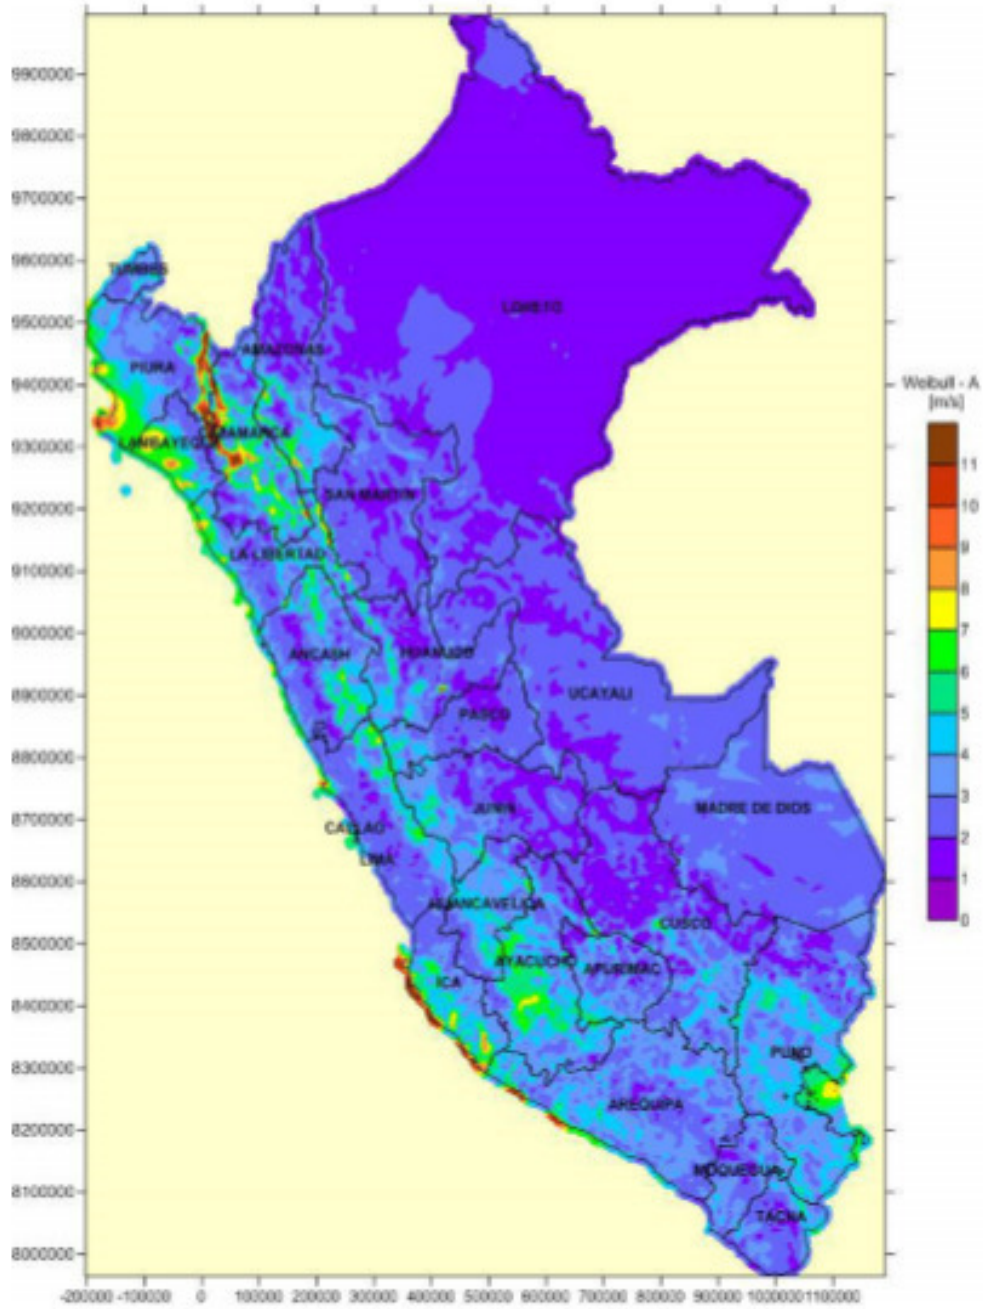 9900000
9800000
9700000
9600000
TUMBES
9500000
LORETO
AMAZONAS
PIURA
9400000
Weibull - A
[m/s]
CAJAMARCA
LAMBAYEQUE
9300000
11
SAN MARTIN
10
9200000
9
LA LIBERTAD
8
9100000
7
9000000
ANCASH
HUANUCO
6
UCAYALI
8900000
PASCO
5
4
8800000
3
JUNIN
MADRE DE DIOS
8700000
CALLAO
2
LIMA
1
8600000
HUANCAVELICA
0
CUSCO
8500000
AYACUCHO
APURIMAC
ICA
8400000
PUNO
8300000
AREQUIPA
8200000
MOQUEGUA
8100000
TACNA
8000000
-200000 -100000 0 100000 200000 300000 400000 500000 600000 700000 800000 900000 1000000 1100000